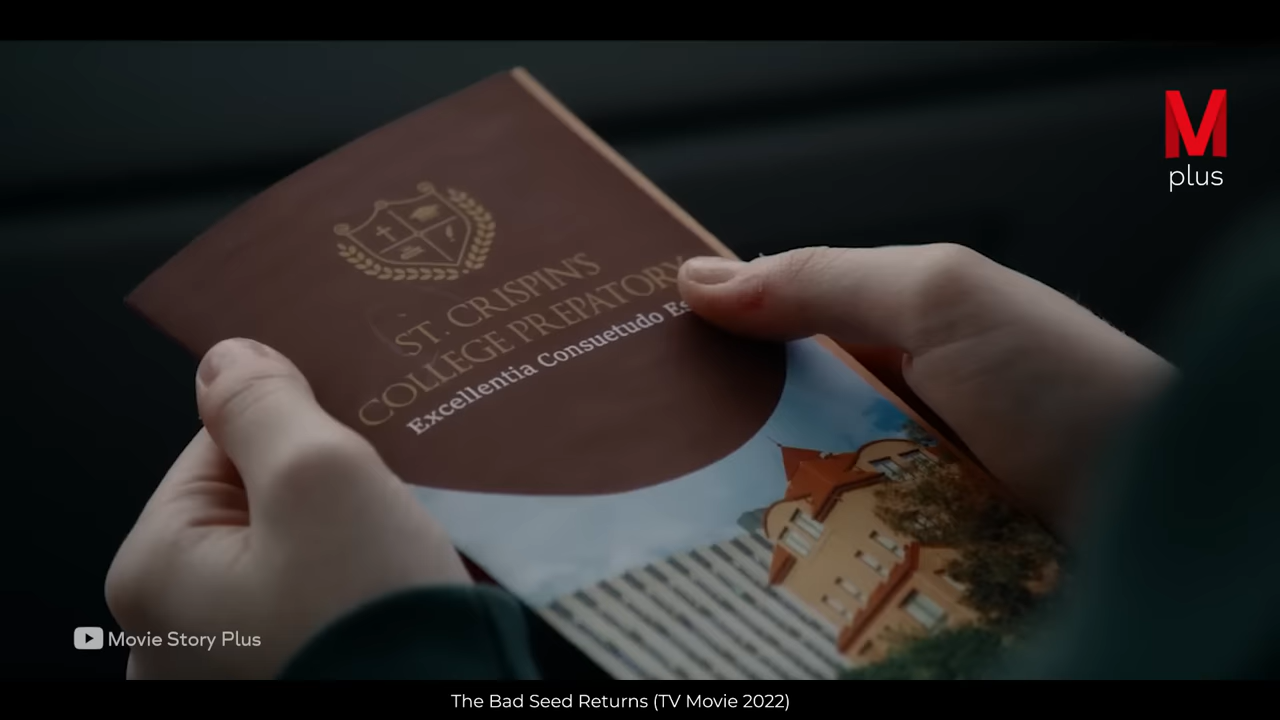 M
plus
ST. CRISPIN'S
COLLEGE PREPATORY
Excellentia Consuetudo
Movie Story Plus
The Bad Seed Returns (TV Movie 2022)